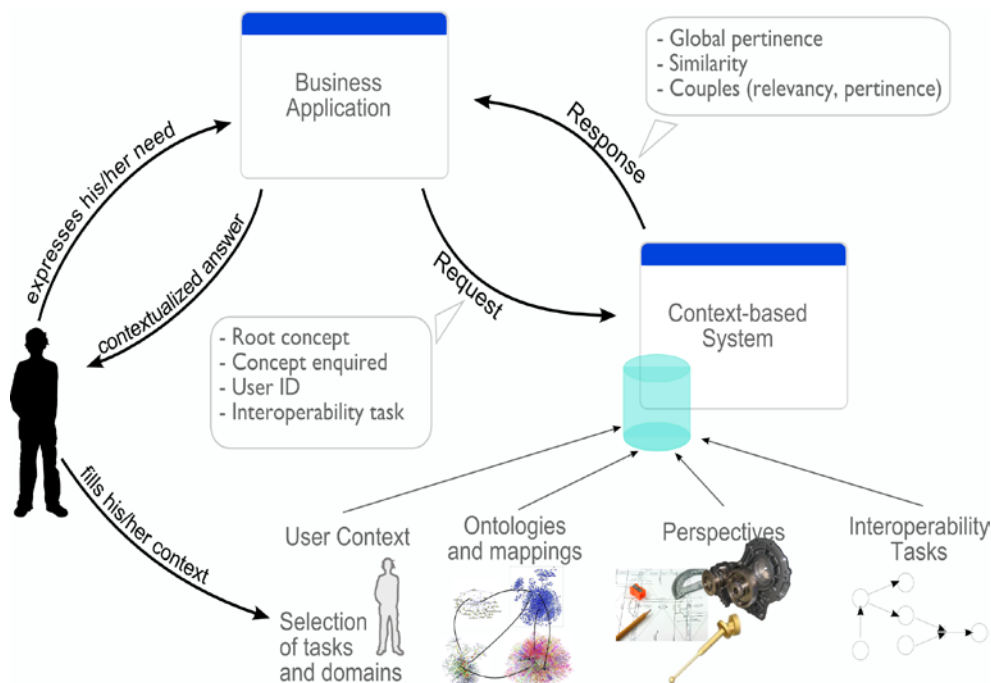 Business
Application
- Global pertinence
- Similarity
- Couples (relevancy, pertinence)
Response
expresses his/her need
contextualized answer
Request
Context-based
System
- Root concept
- Concept enquired
- User ID
- Interoperability task
fills his/her context
User Context
Ontologies
and mappings
Perspectives
Interoperability
Tasks
Selection
of tasks
and domains